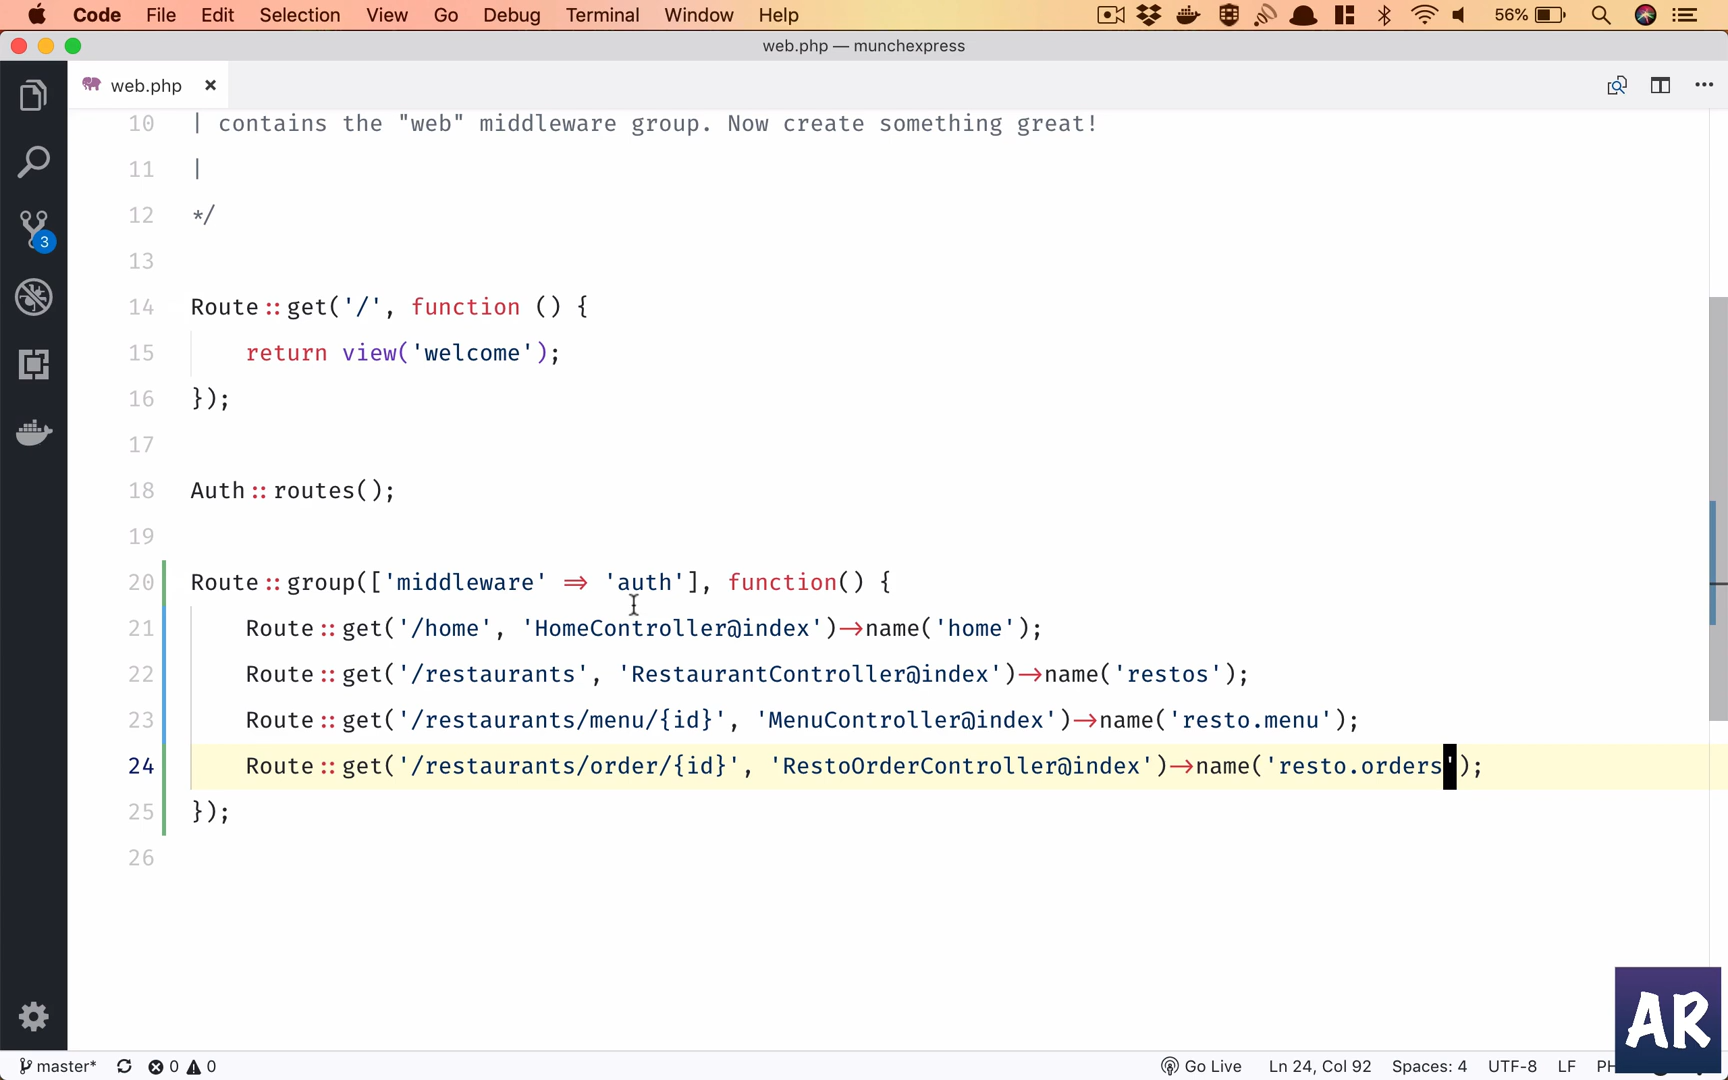 Code File Edit Selection View Go Debug Terminal Window Help 56%
web.php — munchexpress
web.php ×
10 | contains the "web" middleware group. Now create something great!
11 |
12 */
13
14 Route::get('/', function () {
15 return view('welcome');
16 });
17
18 Auth::routes();
19
20 Route::group(['middleware' => 'auth'], function() {
21 Route::get('/home', 'HomeController@index')->name('home');
22 Route::get('/restaurants', 'RestaurantController@index')->name('restos');
23 Route::get('/restaurants/menu/{id}', 'MenuController@index')->name('resto.menu');
24 Route::get('/restaurants/order/{id}', 'RestoOrderController@index')->name('resto.orders');
25 });
26
3
master* 0 0 Go Live Ln 24, Col 92 Spaces: 4 UTF-8 LF PH
AR